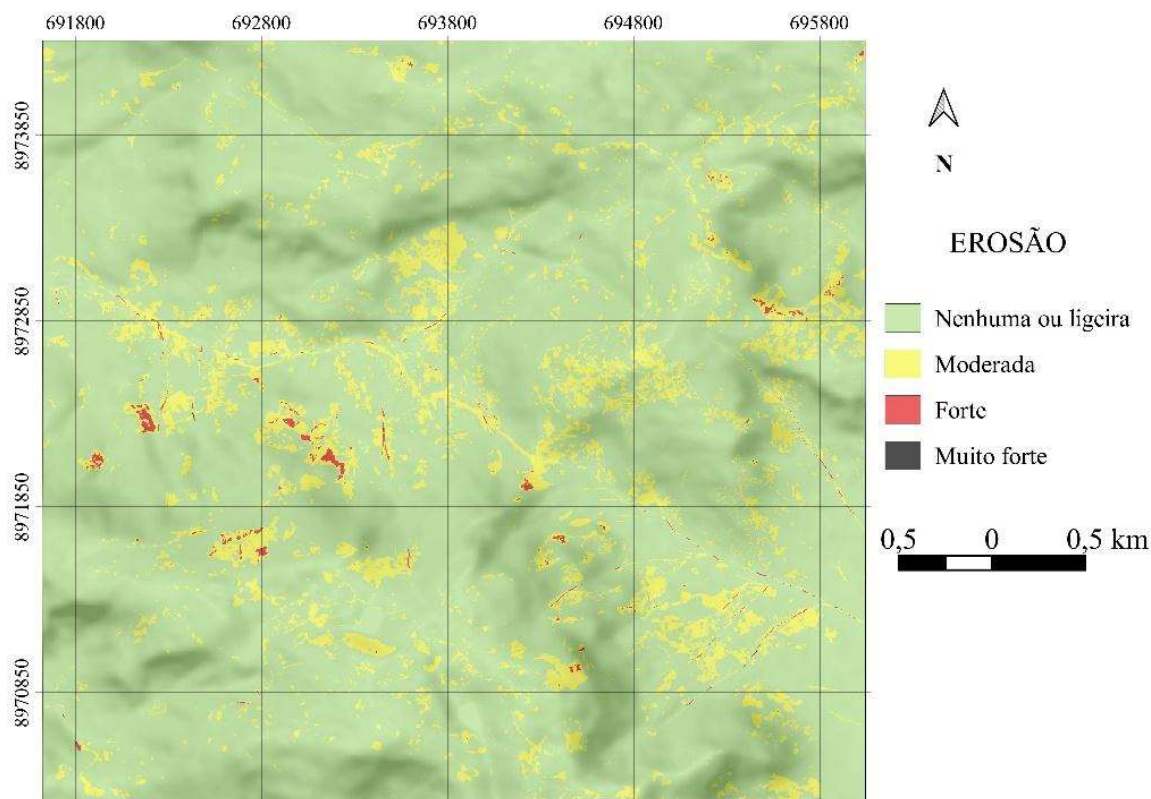 691800 692800 693800 694800 695800
8973850
8972850
8971850
8970850
N
EROSÃO
Nenhuma ou ligeira
Moderada
Forte
Muito forte
0,5 0 0,5 km